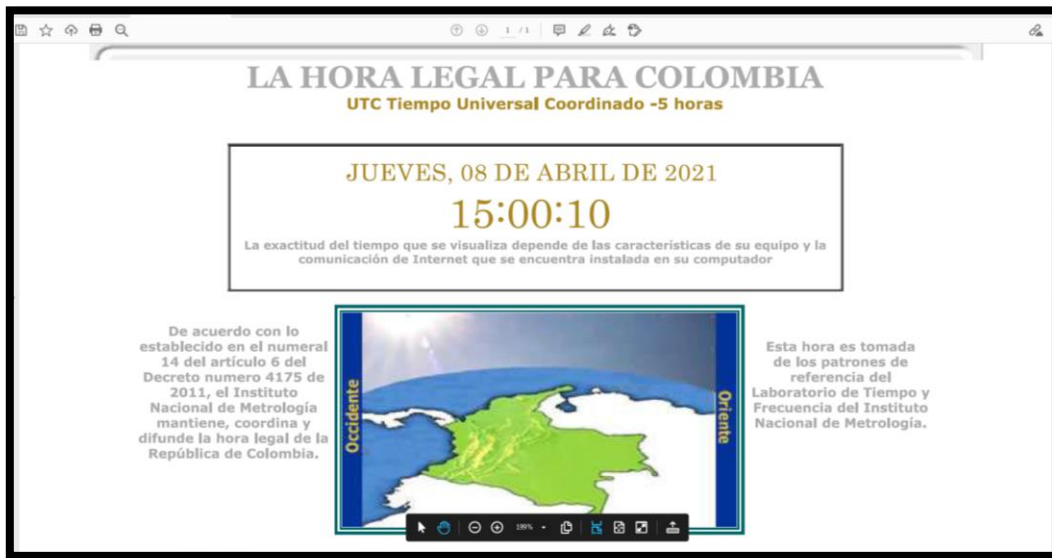 1 / 1
LA HORA LEGAL PARA COLOMBIA
UTC Tiempo Universal Coordinado -5 horas
JUEVES, 08 DE ABRIL DE 2021
15:00:10
La exactitud del tiempo que se visualiza depende de las características de su equipo y la
comunicación de Internet que se encuentra instalada en su computador
De acuerdo con lo
establecido en el numeral
14 del artículo 6 del
Decreto numero 4175 de
2011, el Instituto
Nacional de Metrología
mantiene, coordina y
difunde la hora legal de la
República de Colombia.
Occidente
Oriente
Esta hora es tomada
de los patrones de
referencia del
Laboratorio de Tiempo y
Frecuencia del Instituto
Nacional de Metrología.
199%